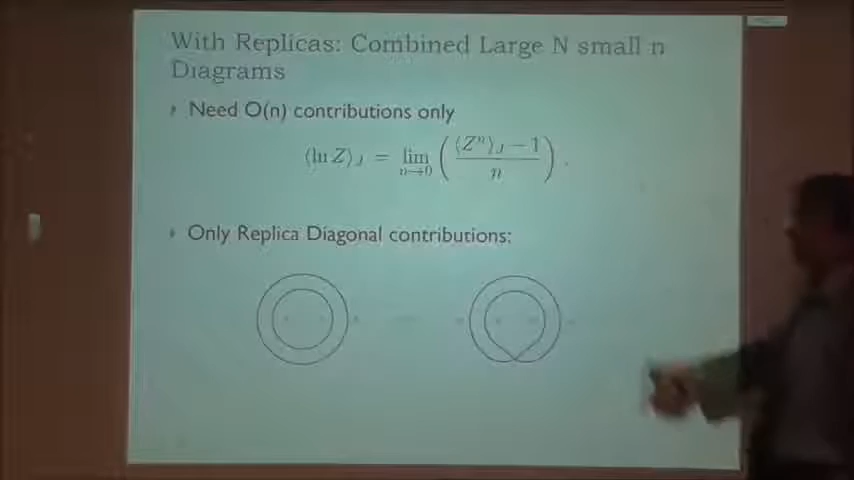 With Replicas: Combined Large N small n
Diagrams
Need O(n) contributions only
⟨ln Z⟩_J = lim_{n→0} ( (⟨Z^n⟩_J − 1) / n ) .
Only Replica Diagonal contributions: